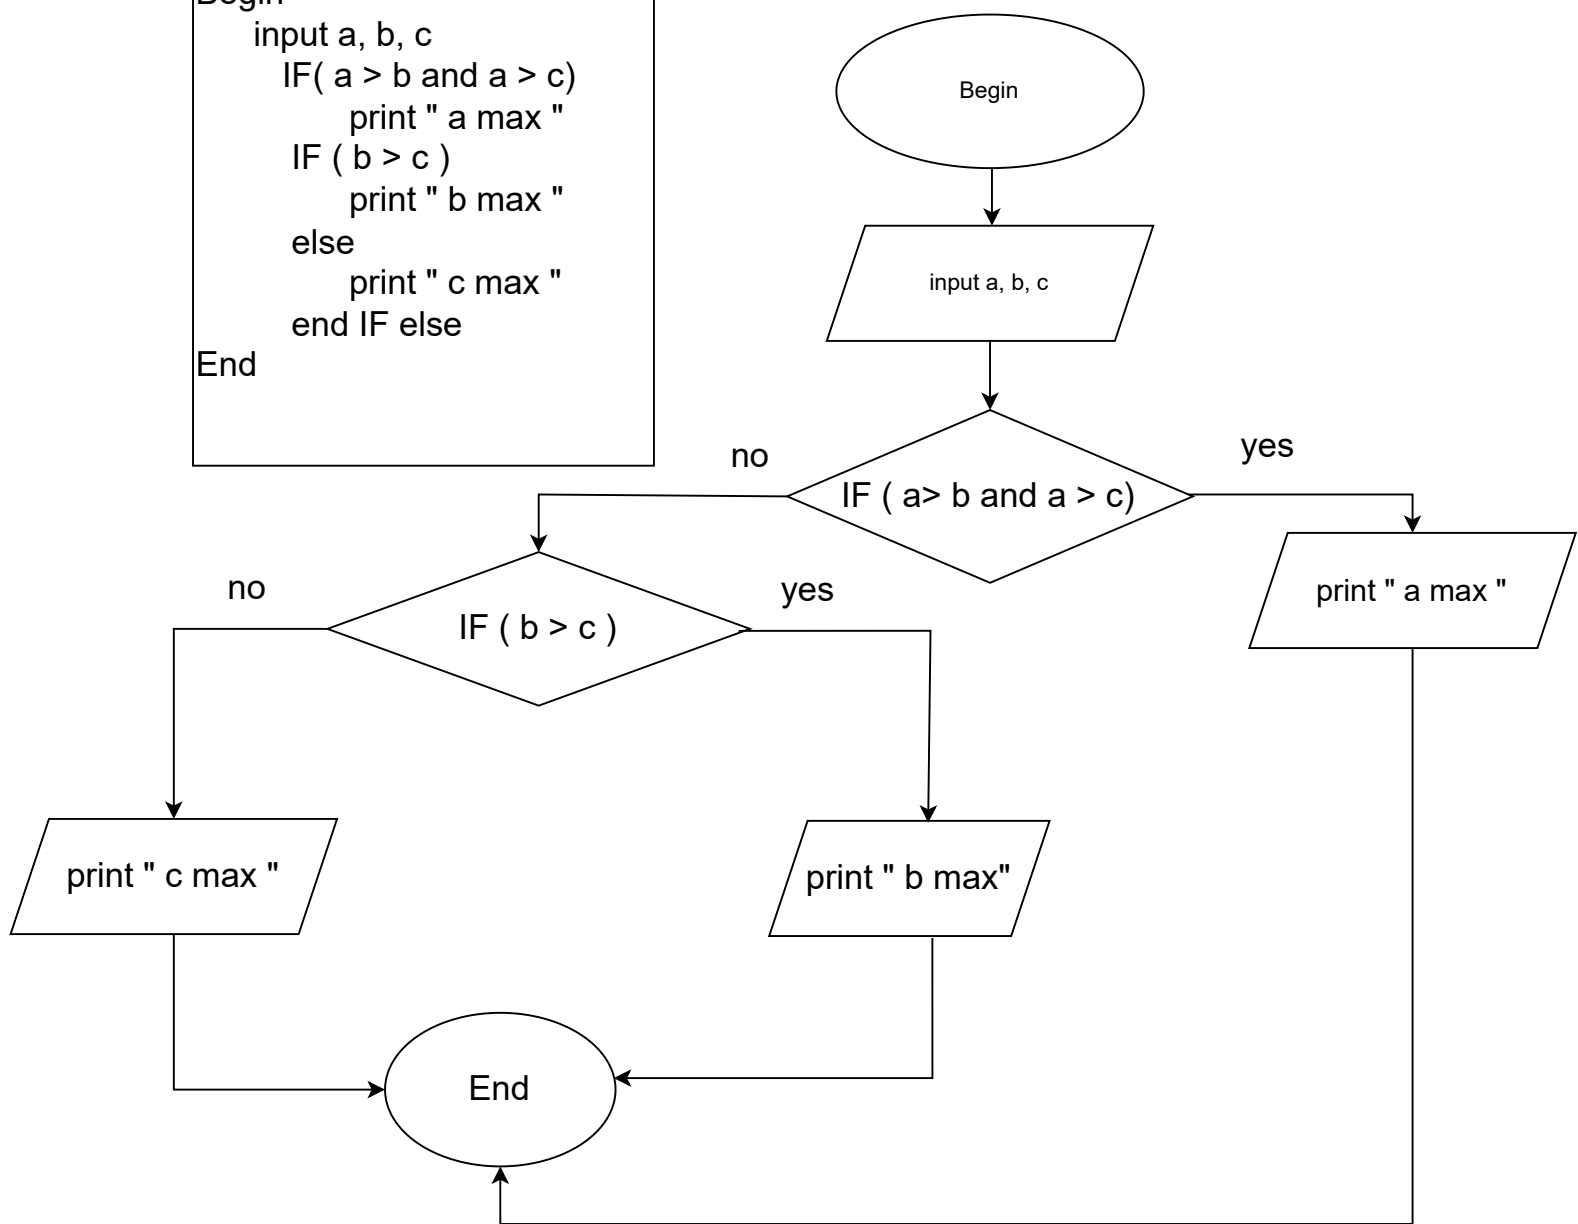 Begin
input a, b, c
IF( a > b and a > c)
print " a max "
IF ( b > c )
print " b max "
else
print " c max "
end IF else
End
Begin
input a, b, c
no
yes
IF ( a> b and a > c)
no
yes
IF ( b > c )
print " a max "
print " c max "
print " b max"
End